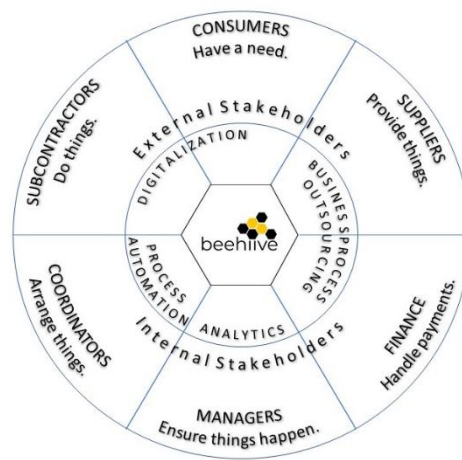 CONSUMERS
Have a need.
SUBCONTRACTORS
Do things.
SUPPLIERS
Provide things.
External Stakeholders
DIGITALIZATION
BUSINESS PROCESS
OUTSOURCING
beehiive
PROCESS
AUTOMATION
ANALYTICS
Internal Stakeholders
COORDINATORS
Arrange things.
FINANCE
Handle payments.
MANAGERS
Ensure things happen.